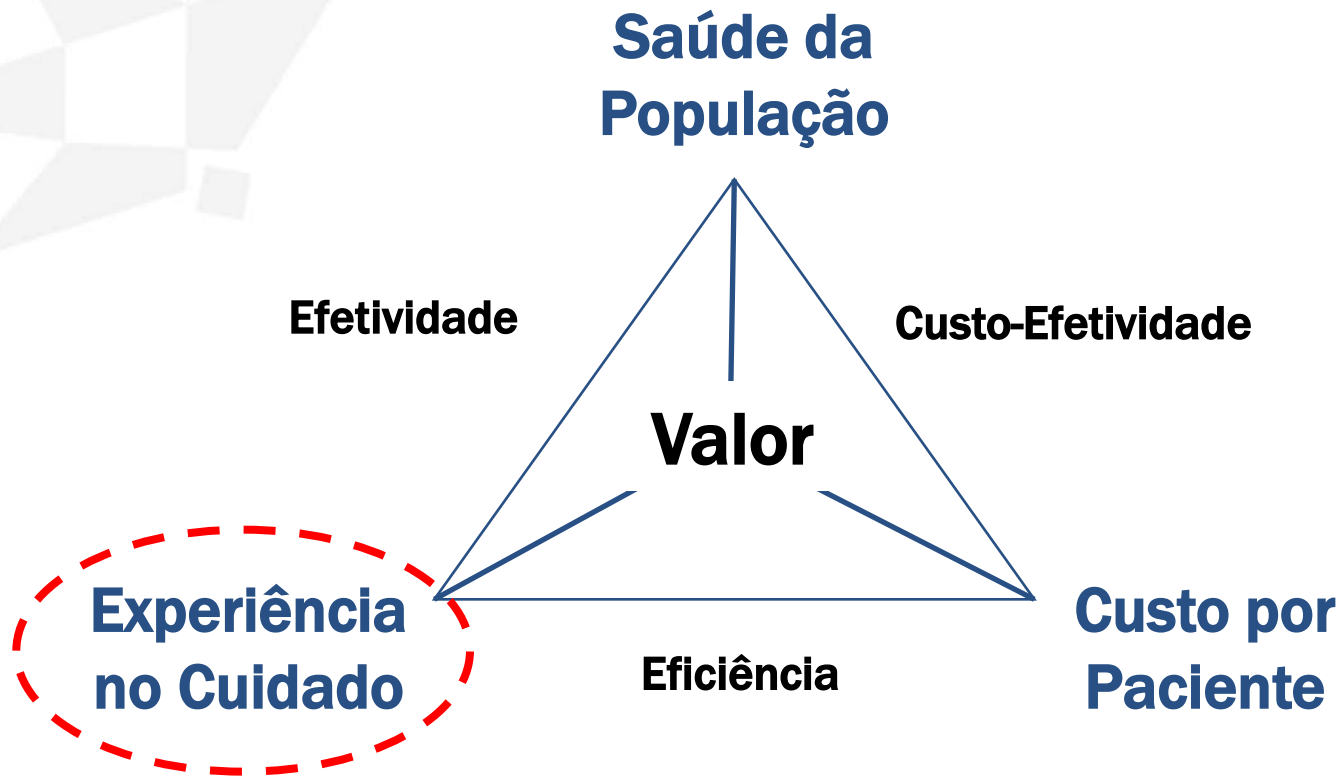 Saúde da
População
Efetividade
Custo-Efetividade
Valor
Experiência
no Cuidado
Eficiência
Custo por
Paciente